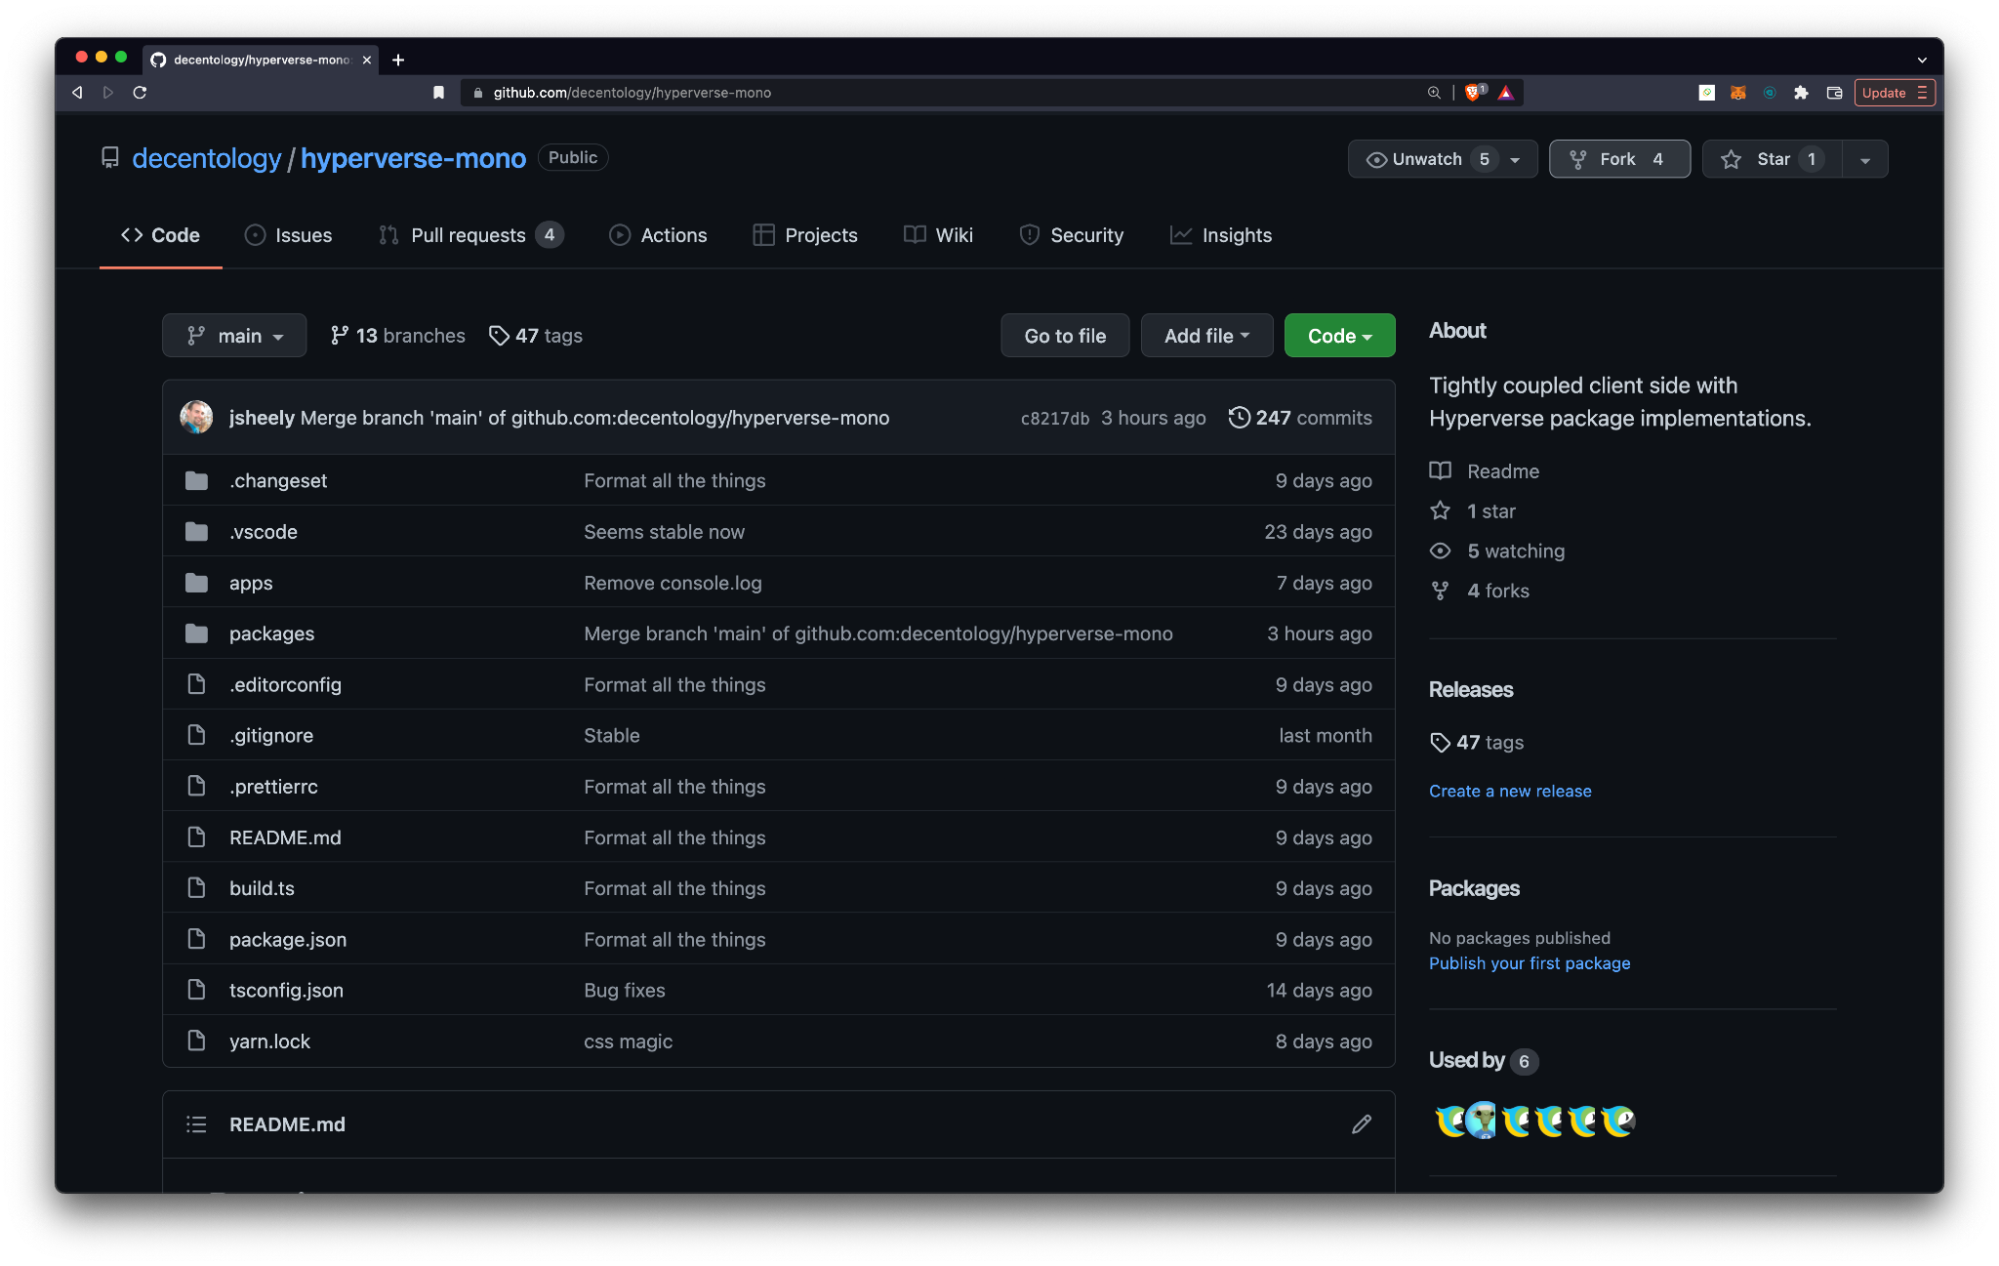 decentology/hyperverse-mono:
github.com/decentology/hyperverse-mono
1
Update
decentology / hyperverse-mono Public
Unwatch 5
Fork 4
Star 1
Code
Issues
Pull requests 4
Actions
Projects
Wiki
Security
Insights
main
13 branches
47 tags
Go to file
Add file
Code
jsheely Merge branch 'main' of github.com:decentology/hyperverse-mono c8217db 3 hours ago 247 commits
.changeset Format all the things 9 days ago
.vscode Seems stable now 23 days ago
apps Remove console.log 7 days ago
packages Merge branch 'main' of github.com:decentology/hyperverse-mono 3 hours ago
.editorconfig Format all the things 9 days ago
.gitignore Stable last month
.prettierrc Format all the things 9 days ago
README.md Format all the things 9 days ago
build.ts Format all the things 9 days ago
package.json Format all the things 9 days ago
tsconfig.json Bug fixes 14 days ago
yarn.lock css magic 8 days ago
README.md
About
Tightly coupled client side with
Hyperverse package implementations.
Readme
1 star
5 watching
4 forks
Releases
47 tags
Create a new release
Packages
No packages published
Publish your first package
Used by 6